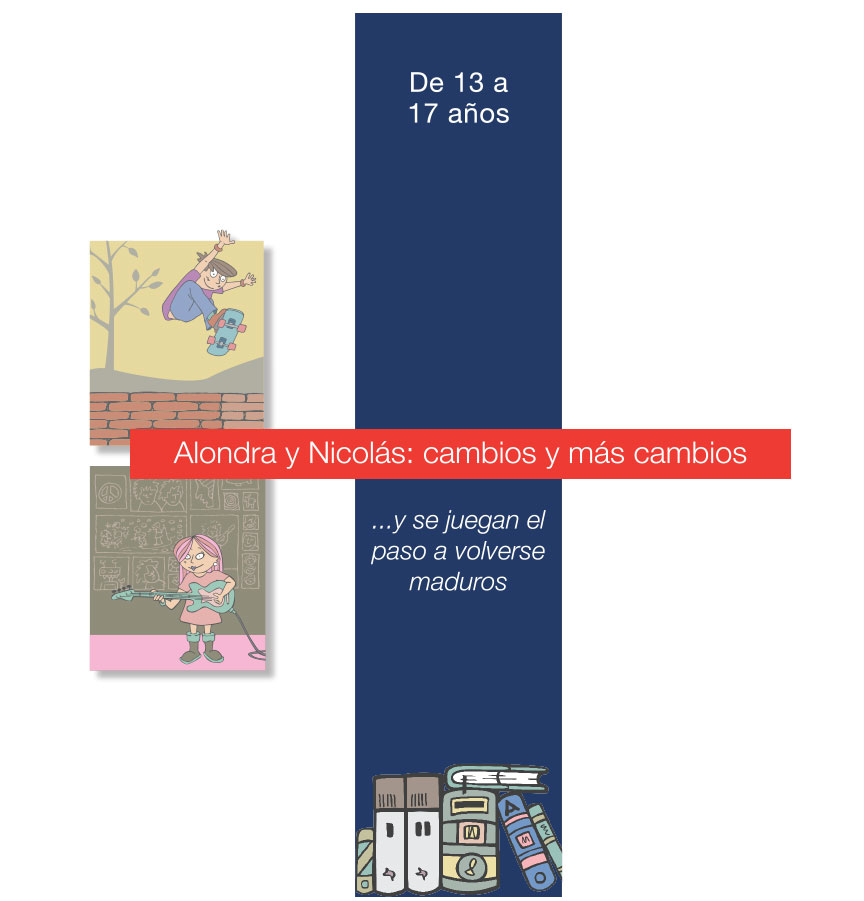 De 13 a
17 años
Alondra y Nicolás: cambios y más cambios
...y se juegan el
paso a volverse
maduros
A